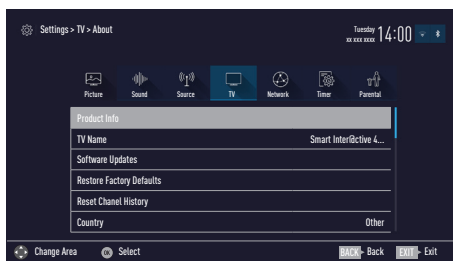 Settings > TV > About
Tuesday 14:00
xx xxx xxxx
Picture Sound Source TV Network Timer Parental
Product Info
TV Name Smart Inter@ctive 4...
Software Updates
Restore Factory Defaults
Reset Chanel History
Country Other
Change Area OK Select BACK Back EXIT Exit